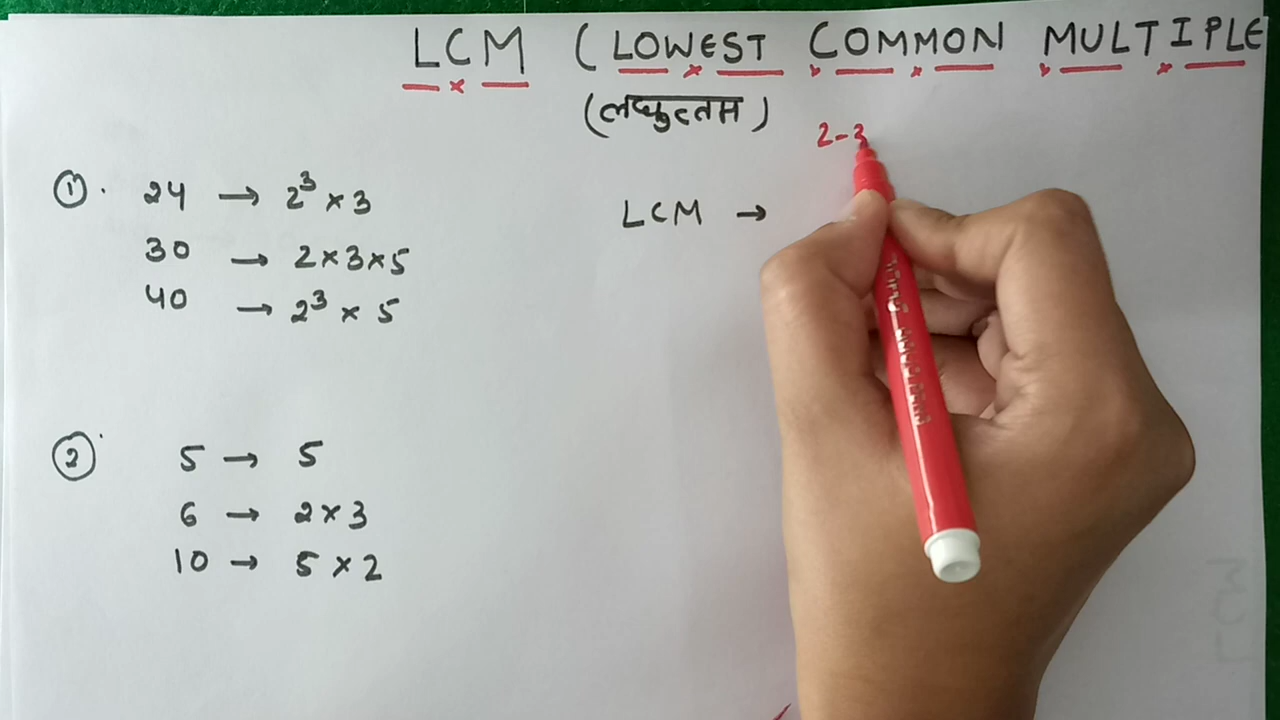 LCM (LOWEST COMMON MULTIPLE
(लघुत्तम)
2-3
①. 24 → 2³ × 3
LCM →
30 → 2×3×5
40 → 2³ × 5
② 5 → 5
6 → 2×3
10 → 5×2